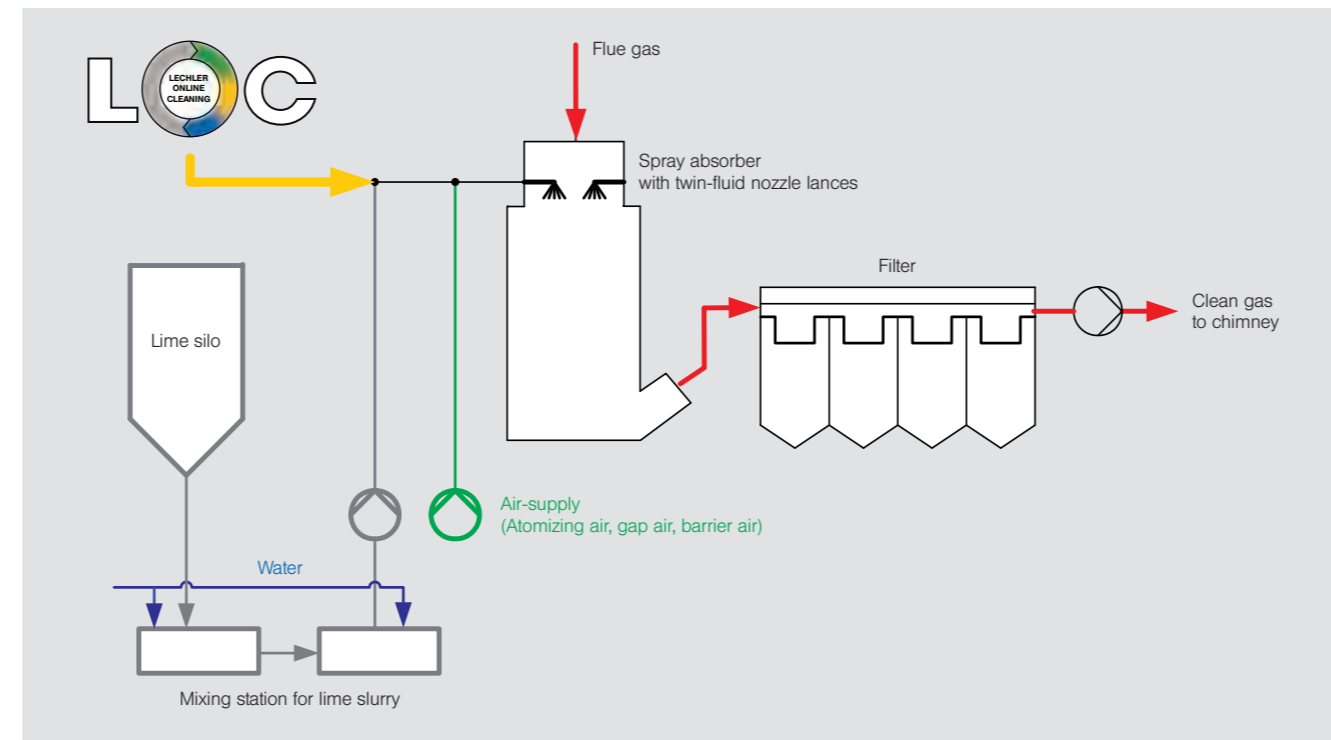 L O C
LECHLER
ONLINE
CLEANING
Flue gas
Spray absorber
with twin-fluid nozzle lances
Filter
Clean gas
to chimney
Lime silo
Air-supply
(Atomizing air, gap air, barrier air)
Water
Mixing station for lime slurry